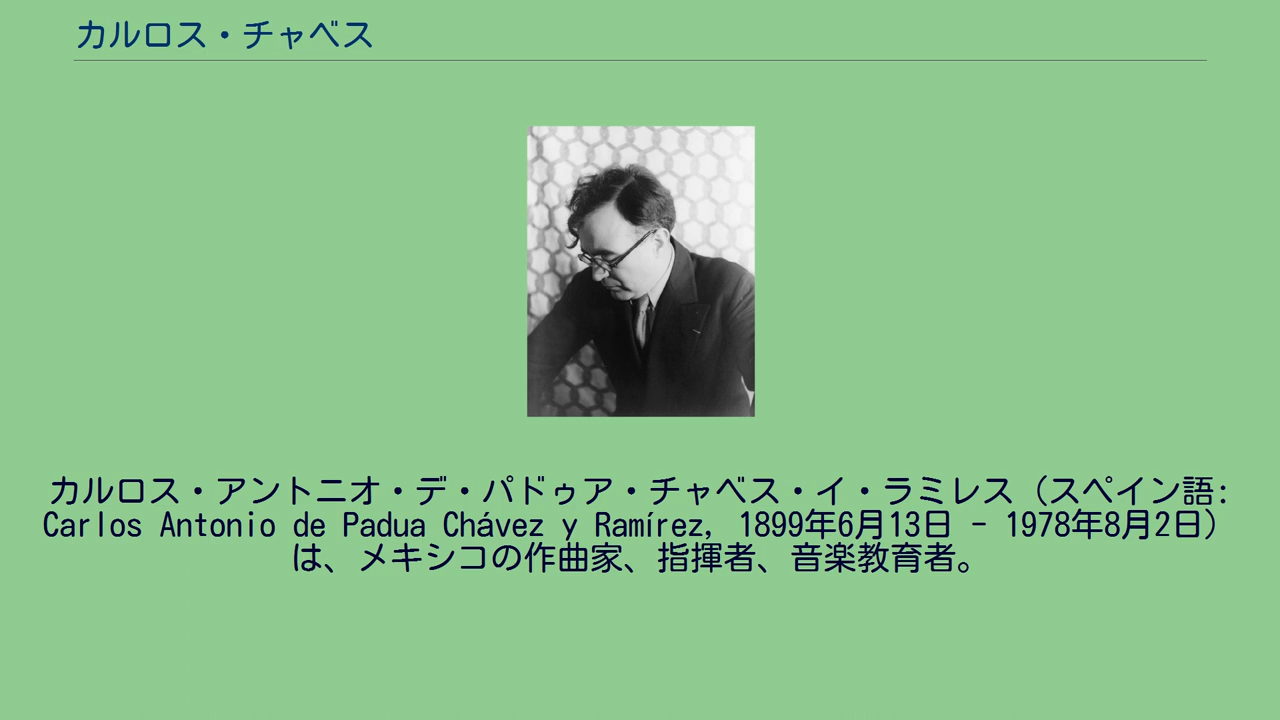 カルロス・チャベス
カルロス・アントニオ・デ・パドゥア・チャベス・イ・ラミレス（スペイン語:
Carlos Antonio de Padua Chávez y Ramírez, 1899年6月13日 - 1978年8月2日）
は、メキシコの作曲家、指揮者、音楽教育者。